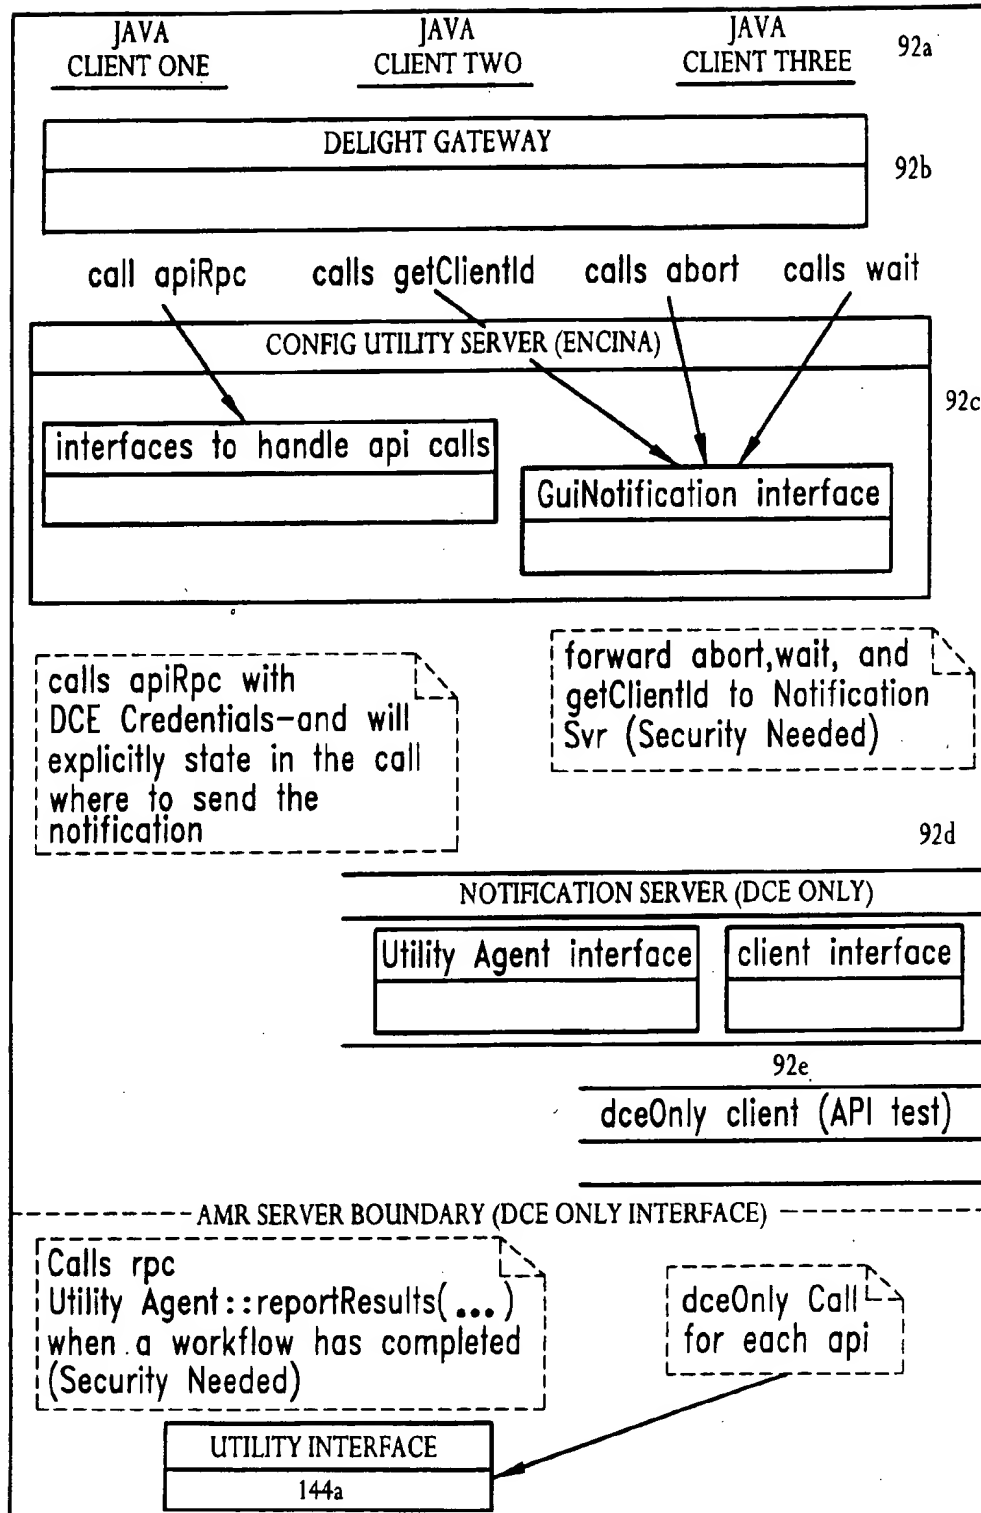 JAVA
CLIENT ONE
JAVA
CLIENT TWO
JAVA
CLIENT THREE
92a
DELIGHT GATEWAY
92b
call apiRpc
calls getClientId
calls abort
calls wait
CONFIG UTILITY SERVER (ENCINA)
92c
interfaces to handle api calls
GuiNotification interface
calls apiRpc with
DCE Credentials-and will
explicitly state in the call
where to send the
notification
forward abort,wait, and
getClientId to Notification
Svr (Security Needed)
92d
NOTIFICATION SERVER (DCE ONLY)
Utility Agent interface
client interface
92e
dceOnly client (API test)
AMR SERVER BOUNDARY (DCE ONLY INTERFACE)
Calls rpc
Utility Agent::reportResults(...)
when a workflow has completed
(Security Needed)
dceOnly Call
for each api
UTILITY INTERFACE
144a